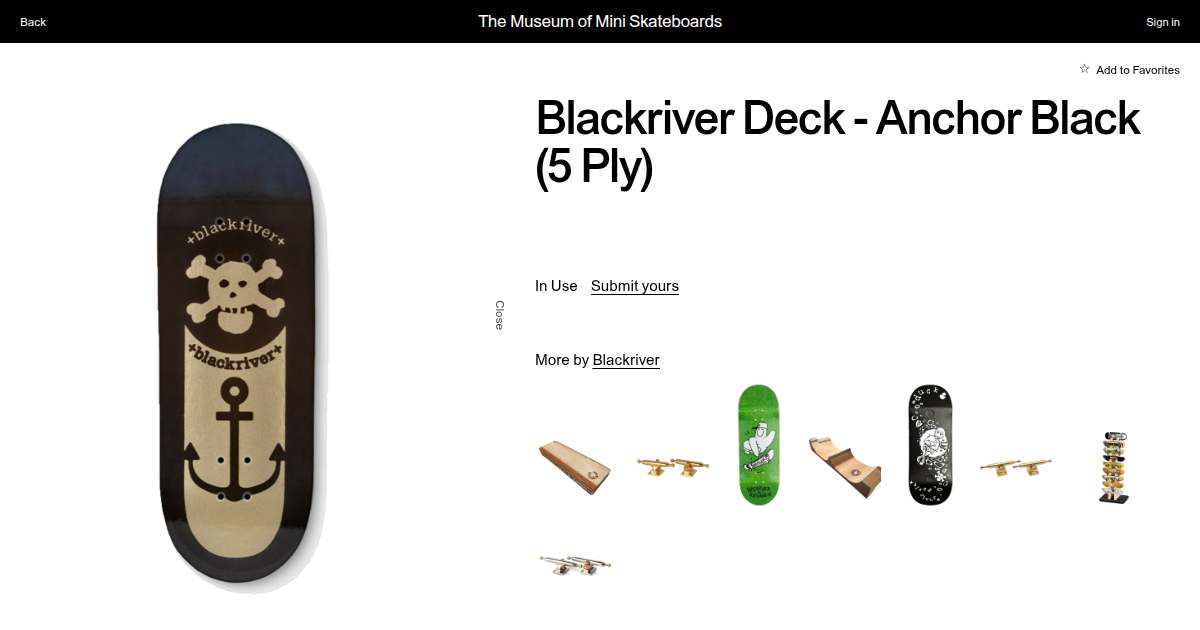 Back
The Museum of Mini Skateboards
Sign in
☆ Add to Favorites
Blackriver Deck - Anchor Black
(5 Ply)
+blackriver+
+blackriver+
Close
In Use Submit yours
More by Blackriver